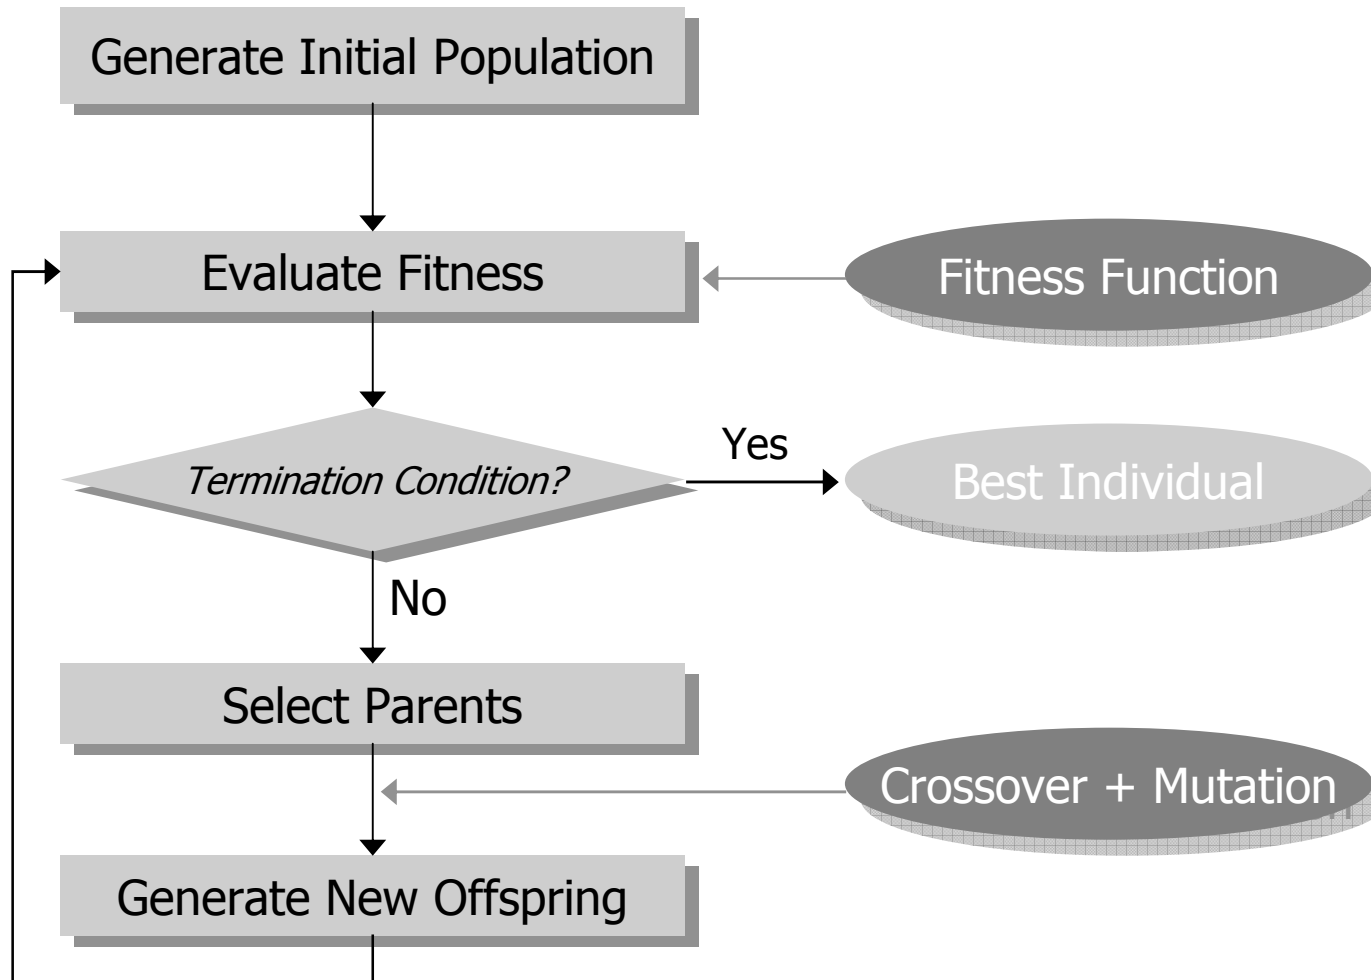 Generate Initial Population
Evaluate Fitness
Fitness Function
Termination Condition?
Yes
Best Individual
No
Select Parents
Crossover + Mutation
Generate New Offspring